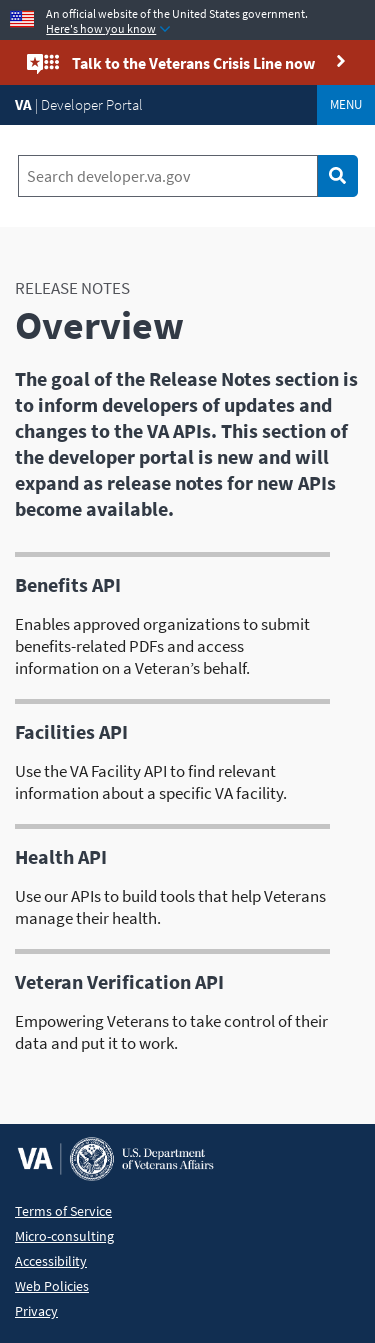 An official website of the United States government.
Here's how you know
Talk to the Veterans Crisis Line now
VA | Developer Portal
MENU
Search developer.va.gov
RELEASE NOTES
Overview
The goal of the Release Notes section is
to inform developers of updates and
changes to the VA APIs. This section of
the developer portal is new and will
expand as release notes for new APIs
become available.
Benefits API
Enables approved organizations to submit
benefits-related PDFs and access
information on a Veteran’s behalf.
Facilities API
Use the VA Facility API to find relevant
information about a specific VA facility.
Health API
Use our APIs to build tools that help Veterans
manage their health.
Veteran Verification API
Empowering Veterans to take control of their
data and put it to work.
VA
U.S. Department
of Veterans Affairs
Terms of Service
Micro-consulting
Accessibility
Web Policies
Privacy